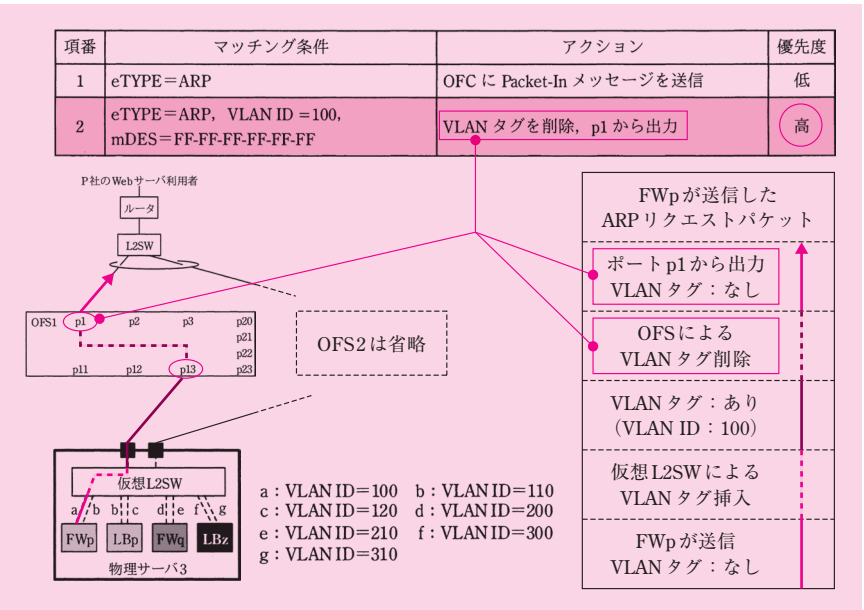 項番 マッチング条件 アクション 優先度
1 eTYPE=ARP OFC に Packet-In メッセージを送信 低
2 eTYPE=ARP, VLAN ID =100,
mDES=FF-FF-FF-FF-FF-FF VLAN タグを削除, p1 から出力 高
P社のWebサーバ利用者
ルータ
L2SW
OFS1 p1 p2 p3 p20
p21
p22
p11 p12 p13 p23
OFS2は省略
仮想L2SW
a b b c d e f g
FWp LBp FWq LBz
物理サーバ3
a:VLAN ID=100 b:VLAN ID=110
c:VLAN ID=120 d:VLAN ID=200
e:VLAN ID=210 f:VLAN ID=300
g:VLAN ID=310
FWpが送信した
ARPリクエストパケット
ポートp1から出力
VLANタグ:なし
OFSによる
VLANタグ削除
VLANタグ:あり
(VLAN ID:100)
仮想L2SWによる
VLANタグ挿入
FWpが送信
VLANタグ:なし